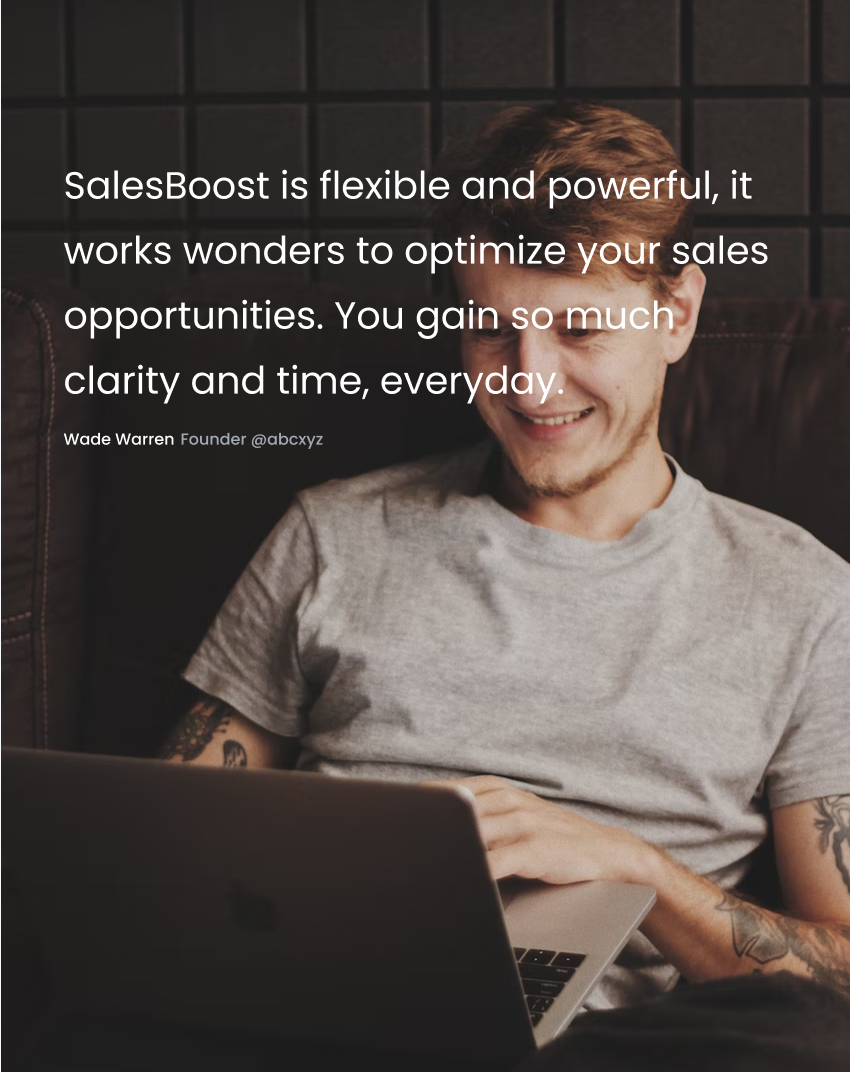 SalesBoost is flexible and powerful, it
works wonders to optimize your sales
opportunities. You gain so much
clarity and time, everyday.
Wade Warren Founder @abcxyz